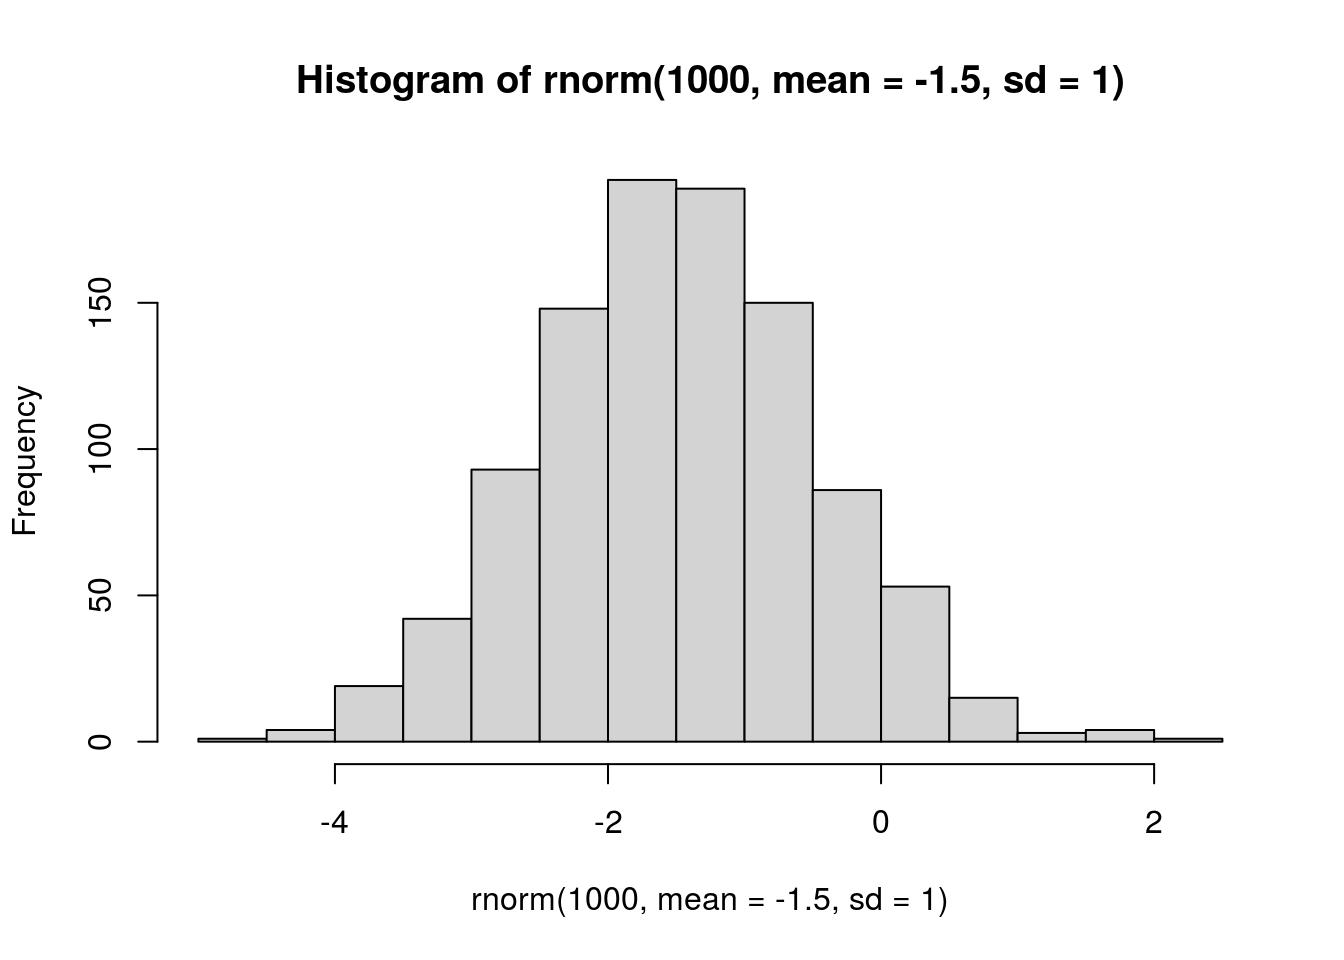 Histogram of rnorm(1000, mean = -1.5, sd = 1)
Frequency
150
100
50
0
-4 -2 0 2
rnorm(1000, mean = -1.5, sd = 1)